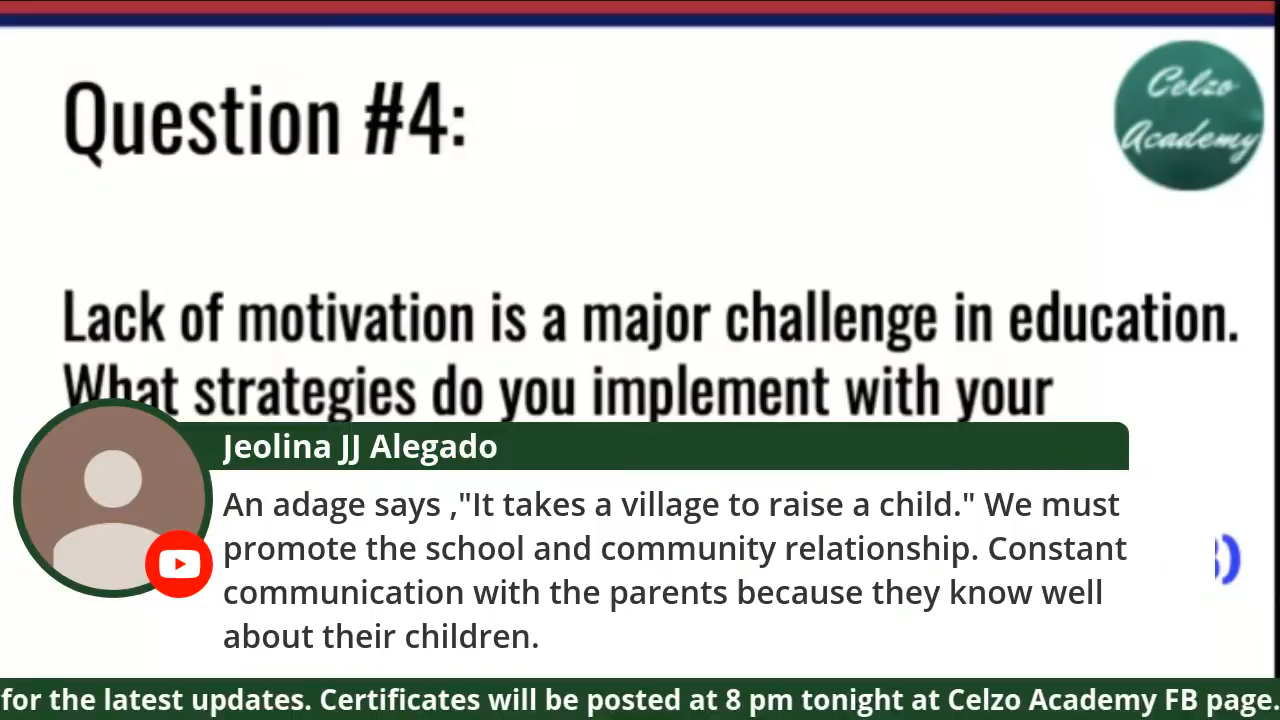 Celzo
Academy
Question #4:
Lack of motivation is a major challenge in education.
What strategies do you implement with your
Jeolina JJ Alegado
An adage says ,"It takes a village to raise a child." We must
promote the school and community relationship. Constant
communication with the parents because they know well
about their children.
for the latest updates. Certificates will be posted at 8 pm tonight at Celzo Academy FB page.